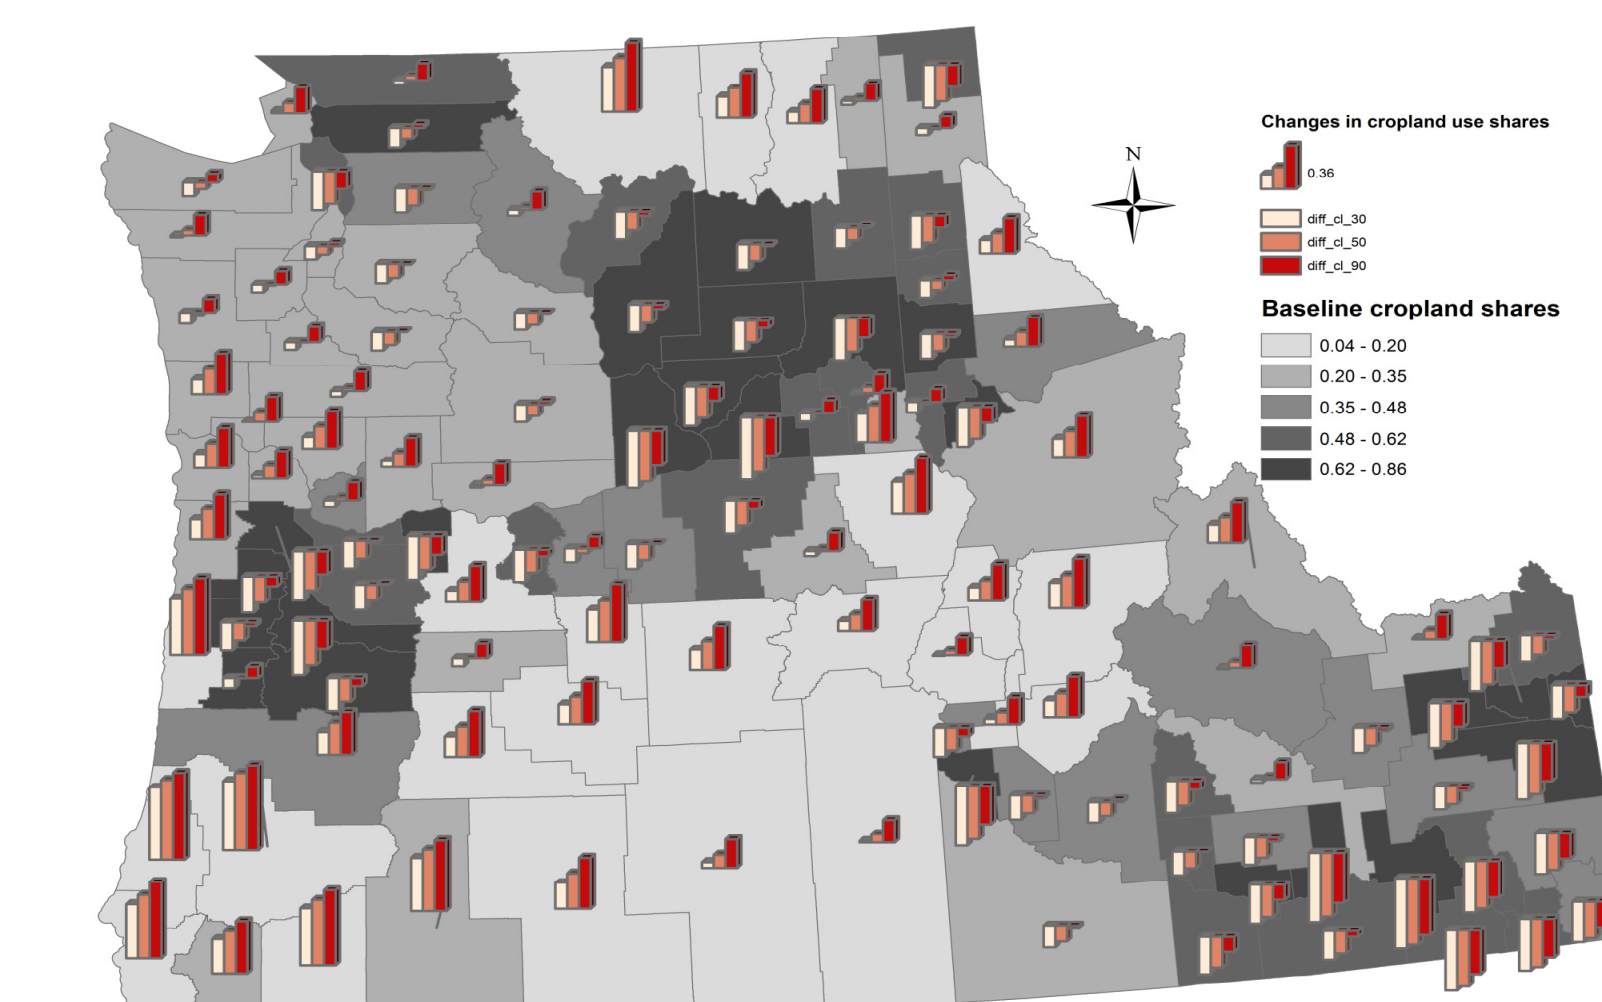 Changes in cropland use shares
N
0.36
diff_cl_30
diff_cl_50
diff_cl_90
Baseline cropland shares
0.04 - 0.20
0.20 - 0.35
0.35 - 0.48
0.48 - 0.62
0.62 - 0.86